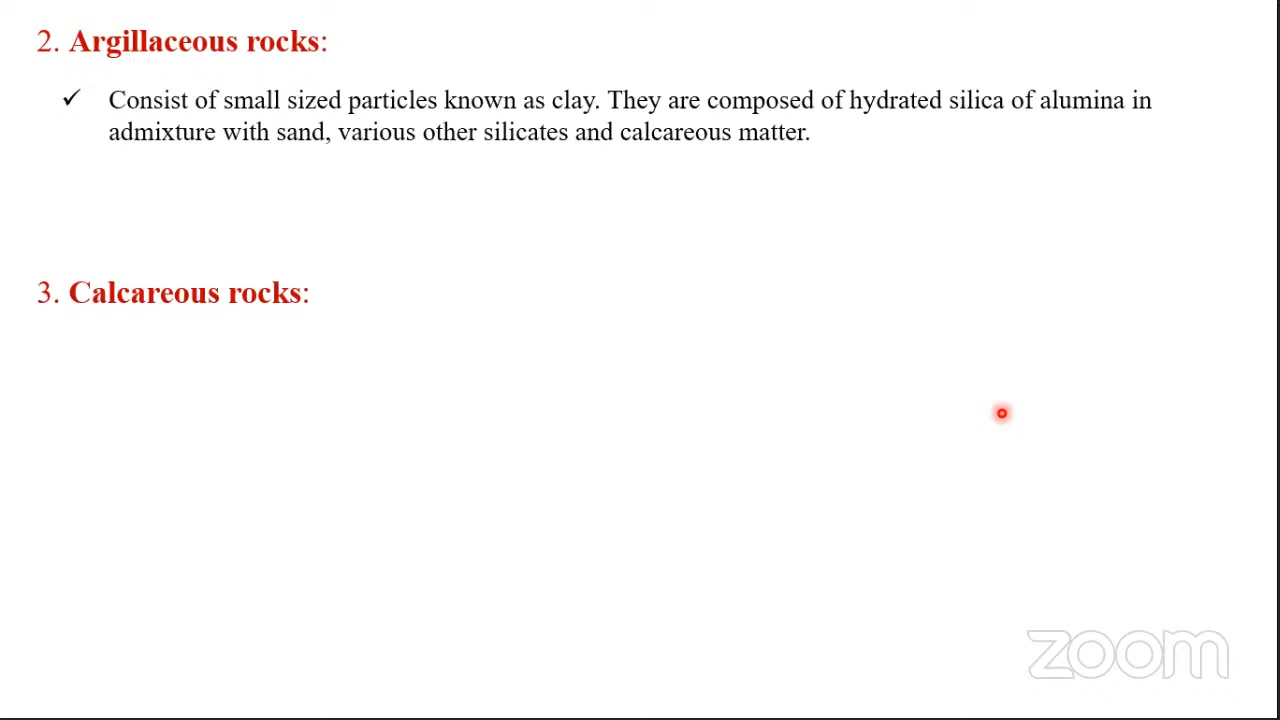 2. Argillaceous rocks:
✓ Consist of small sized particles known as clay. They are composed of hydrated silica of alumina in
admixture with sand, various other silicates and calcareous matter.
3. Calcareous rocks:
zoom